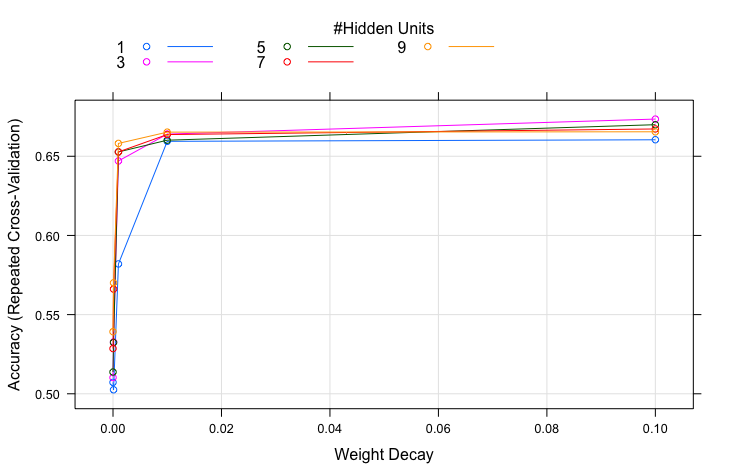 #Hidden Units
1 5 9
3 7
Accuracy (Repeated Cross-Validation)
0.65
0.60
0.55
0.50
0.00 0.02 0.04 0.06 0.08 0.10
Weight Decay